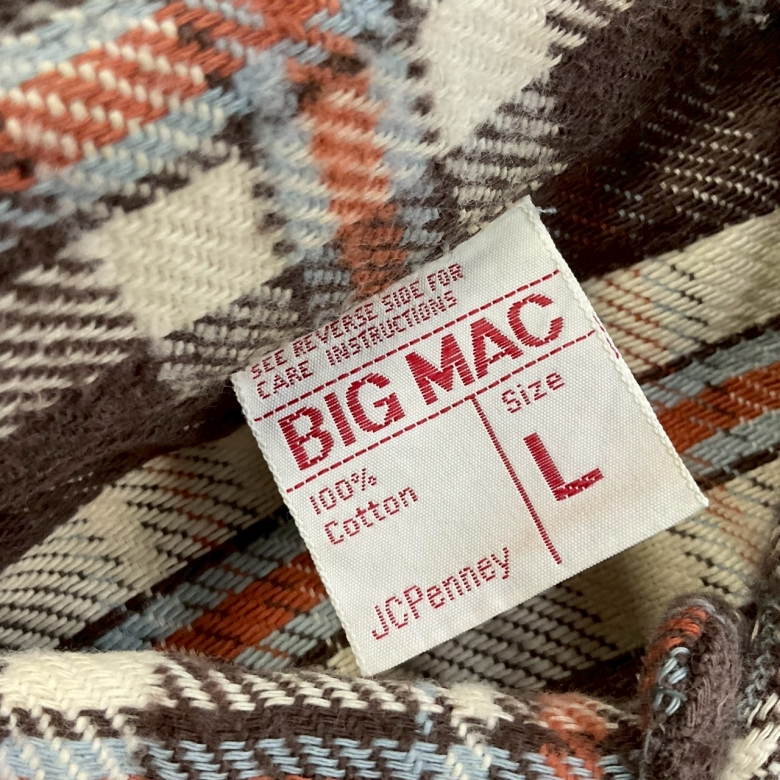 SEE REVERSE SIDE FOR
CARE INSTRUCTIONS
BIG MAC
Size
L
100%
Cotton
JCPenney